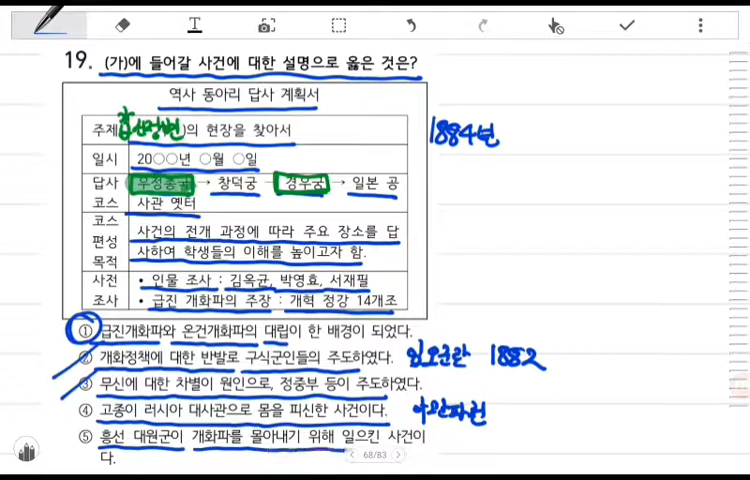 19. (가)에 들어갈 사건에 대한 설명으로 옳은 것은?
역사 동아리 답사 계획서
주제 갑신정변)의 현장을 찾아서
1884년
일시 20○○년 ○월 ○일
답사 우정총국 → 창덕궁 → 경우궁 → 일본 공
코스 사관 옛터
코스
편성 사건의 전개 과정에 따라 주요 장소를 답
목적 사하여 학생들의 이해를 높이고자 함.
사전 • 인물 조사 : 김옥균, 박영효, 서재필
조사 • 급진 개화파의 주장 : 개혁 정강 14개조
① 급진개화파와 온건개화파의 대립이 한 배경이 되었다.
② 개화정책에 대한 반발로 구식군인들의 주도하였다. 임오군란 1882
③ 무신에 대한 차별이 원인으로, 정중부 등이 주도하였다.
④ 고종이 러시아 대사관으로 몸을 피신한 사건이다. 아관파천
⑤ 흥선 대원군이 개화파를 몰아내기 위해 일으킨 사건이
다.
68/83